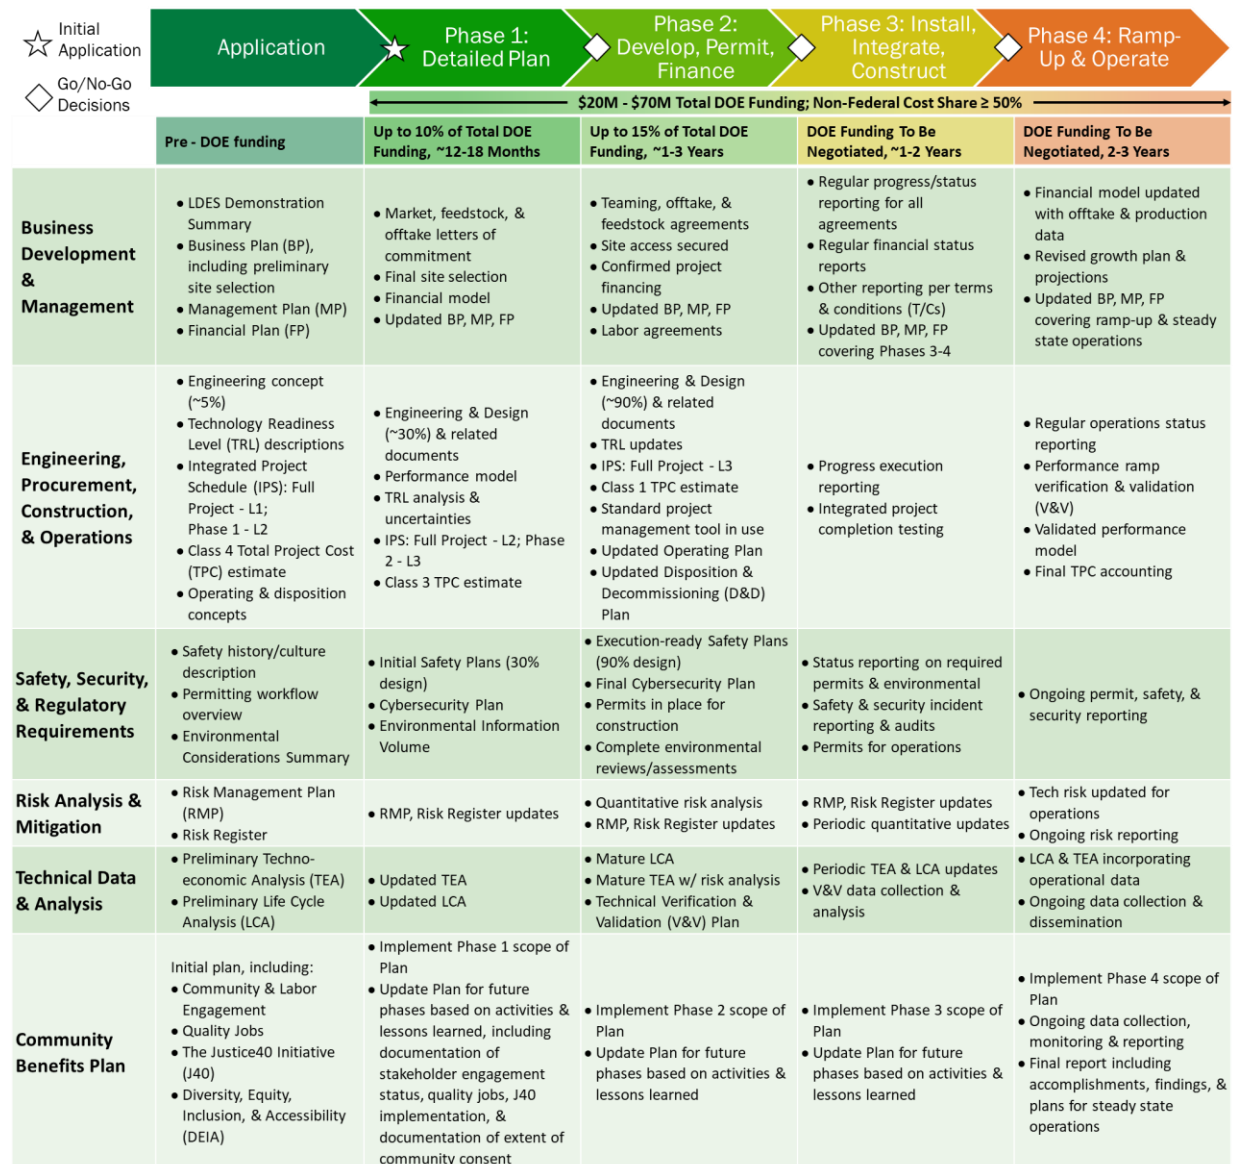 Initial
Application
Go/No-Go
Decisions
Application
Phase 1:
Detailed Plan
Phase 2:
Develop, Permit,
Finance
Phase 3: Install,
Integrate,
Construct
Phase 4: Ramp-
Up & Operate
$20M - $70M Total DOE Funding; Non-Federal Cost Share ≥ 50%
Pre - DOE funding
Up to 10% of Total DOE
Funding, ~12-18 Months
Up to 15% of Total DOE
Funding, ~1-3 Years
DOE Funding To Be
Negotiated, ~1-2 Years
DOE Funding To Be
Negotiated, 2-3 Years
Business
Development
&
Management
● LDES Demonstration
Summary
● Business Plan (BP),
including preliminary
site selection
● Management Plan (MP)
● Financial Plan (FP)
● Market, feedstock, &
offtake letters of
commitment
● Final site selection
● Financial model
● Updated BP, MP, FP
● Teaming, offtake, &
feedstock agreements
● Site access secured
● Confirmed project
financing
● Updated BP, MP, FP
● Labor agreements
● Regular progress/status
reporting for all
agreements
● Regular financial status
reports
● Other reporting per terms
& conditions (T/Cs)
● Updated BP, MP, FP
covering Phases 3-4
● Financial model updated
with offtake & production
data
● Revised growth plan &
projections
● Updated BP, MP, FP
covering ramp-up & steady
state operations
Engineering,
Procurement,
Construction,
& Operations
● Engineering concept
(~5%)
● Technology Readiness
Level (TRL) descriptions
● Integrated Project
Schedule (IPS): Full
Project - L1;
Phase 1 - L2
● Class 4 Total Project Cost
(TPC) estimate
● Operating & disposition
concepts
● Engineering & Design
(~30%) & related
documents
● Performance model
● TRL analysis &
uncertainties
● IPS: Full Project - L2; Phase
2 - L3
● Class 3 TPC estimate
● Engineering & Design
(~90%) & related
documents
● TRL updates
● IPS: Full Project - L3
● Class 1 TPC estimate
● Standard project
management tool in use
● Updated Operating Plan
● Updated Disposition &
Decommissioning (D&D)
Plan
● Progress execution
reporting
● Integrated project
completion testing
● Regular operations status
reporting
● Performance ramp
verification & validation
(V&V)
● Validated performance
model
● Final TPC accounting
Safety, Security,
& Regulatory
Requirements
● Safety history/culture
description
● Permitting workflow
overview
● Environmental
Considerations Summary
● Initial Safety Plans (30%
design)
● Cybersecurity Plan
● Environmental Information
Volume
● Execution-ready Safety Plans
(90% design)
● Final Cybersecurity Plan
● Permits in place for
construction
● Complete environmental
reviews/assessments
● Status reporting on required
permits & environmental
● Safety & security incident
reporting & audits
● Permits for operations
● Ongoing permit, safety, &
security reporting
Risk Analysis &
Mitigation
● Risk Management Plan
(RMP)
● Risk Register
● RMP, Risk Register updates
● Quantitative risk analysis
● RMP, Risk Register updates
● RMP, Risk Register updates
● Periodic quantitative updates
● Tech risk updated for
operations
● Ongoing risk reporting
Technical Data
& Analysis
● Preliminary Techno-
economic Analysis (TEA)
● Preliminary Life Cycle
Analysis (LCA)
● Updated TEA
● Updated LCA
● Mature LCA
● Mature TEA w/ risk analysis
● Technical Verification &
Validation (V&V) Plan
● Periodic TEA & LCA updates
● V&V data collection &
analysis
● LCA & TEA incorporating
operational data
● Ongoing data collection &
dissemination
Community
Benefits Plan
Initial plan, including:
● Community & Labor
Engagement
● Quality Jobs
● The Justice40 Initiative
(J40)
● Diversity, Equity,
Inclusion, & Accessibility
(DEIA)
● Implement Phase 1 scope of
Plan
● Update Plan for future
phases based on activities &
lessons learned, including
documentation of
stakeholder engagement
status, quality jobs, J40
implementation, &
documentation of extent of
community consent
● Implement Phase 2 scope of
Plan
● Update Plan for future
phases based on activities &
lessons learned
● Implement Phase 3 scope of
Plan
● Update Plan for future
phases based on activities &
lessons learned
● Implement Phase 4 scope of
Plan
● Ongoing data collection,
monitoring & reporting
● Final report including
accomplishments, findings, &
plans for steady state
operations